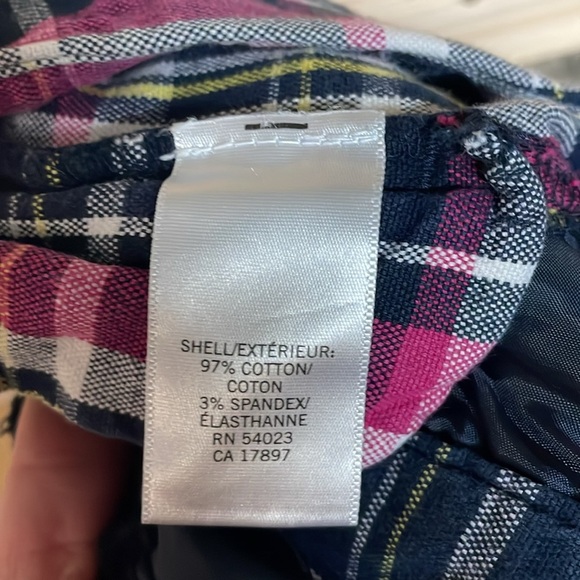 SHELL/EXTÉRIEUR:
97% COTTON/
COTON
3% SPANDEX/
ÉLASTHANNE
RN 54023
CA 17897